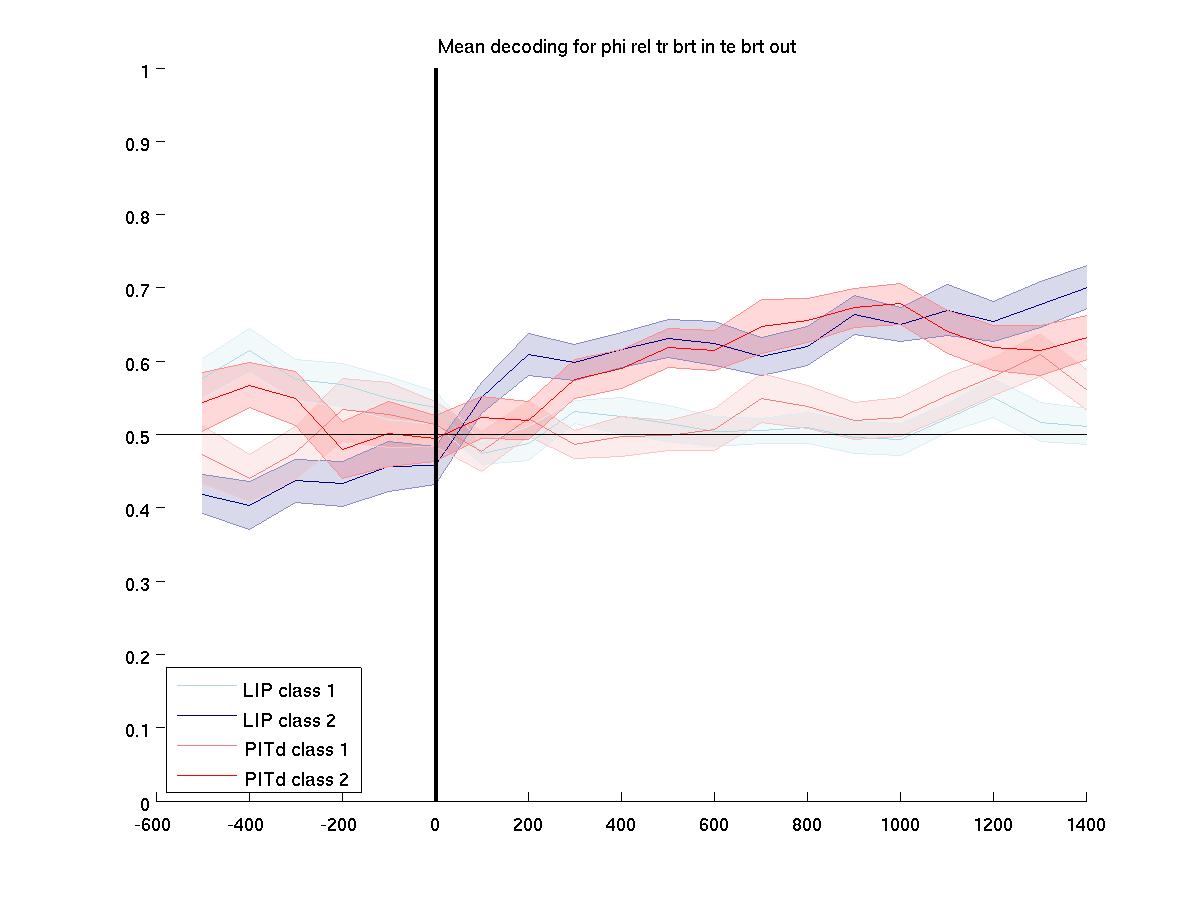 Mean decoding for phi rel tr brt in te brt out
1
0.9
0.8
0.7
0.6
0.5
0.4
0.3
0.2
0.1
0
LIP class 1
LIP class 2
PITd class 1
PITd class 2
-600 -400 -200 0 200 400 600 800 1000 1200 1400